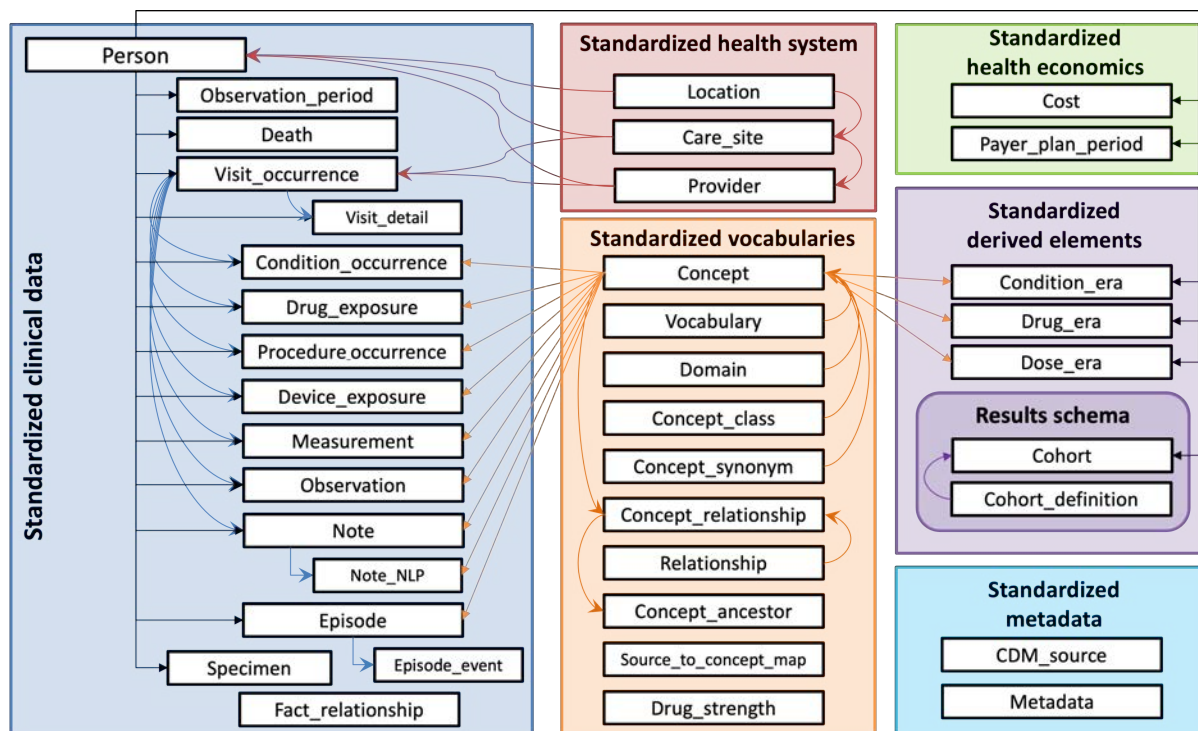 Standardized clinical data
Person
Observation_period
Death
Visit_occurrence
Visit_detail
Condition_occurrence
Drug_exposure
Procedure_occurrence
Device_exposure
Measurement
Observation
Note
Note_NLP
Episode
Specimen
Episode_event
Fact_relationship
Standardized health system
Location
Care_site
Provider
Standardized vocabularies
Concept
Vocabulary
Domain
Concept_class
Concept_synonym
Concept_relationship
Relationship
Concept_ancestor
Source_to_concept_map
Drug_strength
Standardized
health economics
Cost
Payer_plan_period
Standardized
derived elements
Condition_era
Drug_era
Dose_era
Results schema
Cohort
Cohort_definition
Standardized
metadata
CDM_source
Metadata